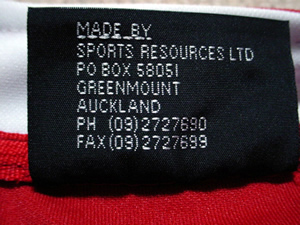 MADE BY
SPORTS RESOURCES LTD
PO BOX 58051
GREENMOUNT
AUCKLAND
PH (09)2727690
FAX(09)2727699